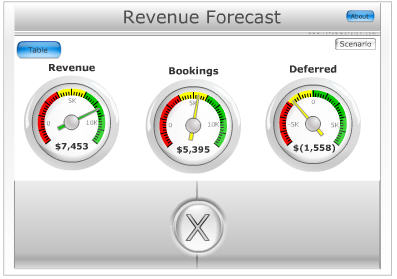 Revenue Forecast
About
Table
Scenario
Revenue
Bookings
Deferred
5K
0
10K
$7,453
5K
0
10K
$5,395
0
-5K
5K
$(1,558)
X